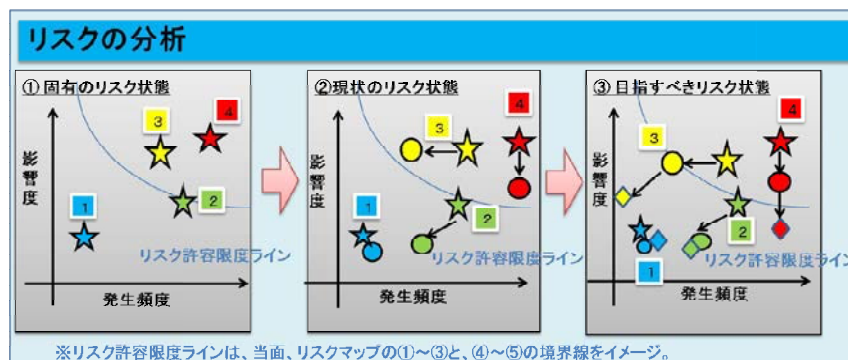 リスクの分析
①固有のリスク状態
影響度
発生頻度
1
2
3
4
リスク許容限度ライン
②現状のリスク状態
影響度
発生頻度
1
2
3
4
リスク許容限度ライン
③目指すべきリスク状態
影響度
発生頻度
1
2
3
4
リスク許容限度ライン
※リスク許容限度ラインは、当面、リスクマップの①～③と、④～⑤の境界線をイメージ。